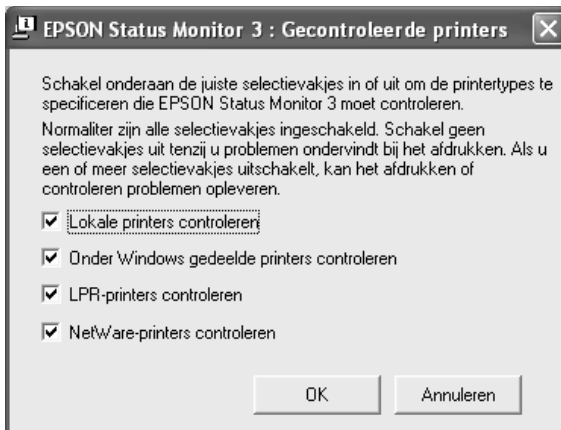 EPSON Status Monitor 3 : Gecontroleerde printers
Schakel onderaan de juiste selectievakjes in of uit om de printertypes te
specificeren die EPSON Status Monitor 3 moet controleren.
Normaliter zijn alle selectievakjes ingeschakeld. Schakel geen
selectievakjes uit tenzij u problemen ondervindt bij het afdrukken. Als u
een of meer selectievakjes uitschakelt, kan het afdrukken of
controleren problemen opleveren.
Lokale printers controleren
Onder Windows gedeelde printers controleren
LPR-printers controleren
NetWare-printers controleren
OK
Annuleren